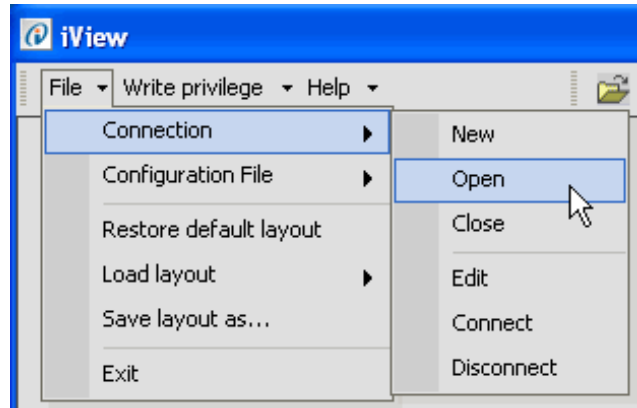 iView
File Write privilege Help
Connection
Configuration File
Restore default layout
Load layout
Save layout as...
Exit
New
Open
Close
Edit
Connect
Disconnect